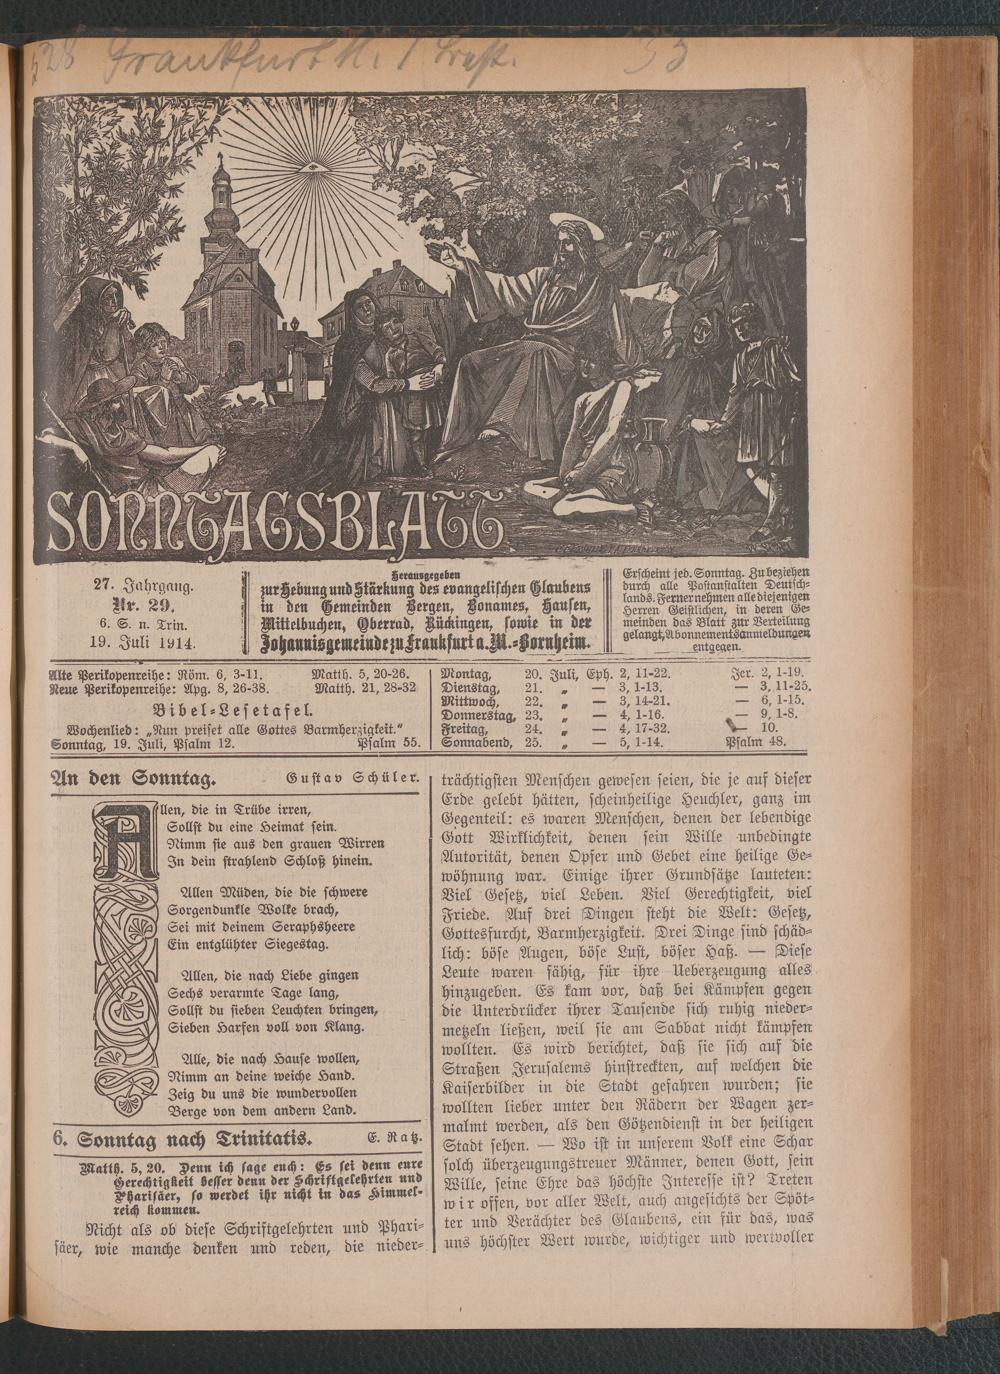 528 Frankfurt M. 1 Expl. 33
SONNTAGSBLATT
27. Jahrgang.
Nr. 29.
6. S. n. Trin.
19. Juli 1914.
Herausgegeben
zur Hebung und Stärkung des evangelischen Glaubens
in den Gemeinden Bergen, Bonames, Hausen,
Mittelbuchen, Oberrad, Rückingen, sowie in der
Johannisgemeinde zu Frankfurt a. M.-Bornheim.
Erscheint jed. Sonntag. Zu beziehen
durch alle Postanstalten Deutsch-
lands. Ferner nehmen alle diejenigen
Herren Geistlichen, in deren Ge-
meinden das Blatt zur Verteilung
gelangt, Abonnementsanmeldungen
entgegen.
Alte Perikopenreihe: Röm. 6, 3-11. Matth. 5, 20-26.
Neue Perikopenreihe: Apg. 8, 26-38. Matth. 21, 28-32
Bibel-Lesetafel.
Wochenlied: „Nun preiset alle Gottes Barmherzigkeit."
Sonntag, 19. Juli, Psalm 12. Psalm 55.
Montag, 20. Juli, Eph. 2, 11-22. Jer. 2, 1-19.
Dienstag, 21. „ — 3, 1-13. — 3, 11-25.
Mittwoch, 22. „ — 3, 14-21. — 6, 1-15.
Donnerstag, 23. „ — 4, 1-16. — 9, 1-8.
Freitag, 24. „ — 4, 17-32. — 10.
Sonnabend, 25. „ — 5, 1-14. Psalm 48.
An den Sonntag. Gustav Schüler.
Allen, die in Trübe irren,
Sollst du eine Heimat sein.
Nimm sie aus den grauen Wirren
In dein strahlend Schloß hinein.
Allen Müden, die die schwere
Sorgendunkle Wolke brach,
Sei mit deinem Seraphsheere
Ein entglühter Siegestag.
Allen, die nach Liebe gingen
Sechs verarmte Tage lang,
Sollst du sieben Leuchten bringen,
Sieben Harfen voll von Klang.
Alle, die nach Hause wollen,
Nimm an deine weiche Hand.
Zeig du uns die wundervollen
Berge von dem andern Land.
6. Sonntag nach Trinitatis. E. Ratz.
Matth. 5, 20. Denn ich sage euch: Es sei denn eure
Gerechtigkeit besser denn der Schriftgelehrten und
Pharisäer, so werdet ihr nicht in das Himmel-
reich kommen.
Nicht als ob diese Schriftgelehrten und Phari-
säer, wie manche denken und reden, die nieder-
trächtigsten Menschen gewesen seien, die je auf dieser
Erde gelebt hätten, scheinheilige Heuchler, ganz im
Gegenteil: es waren Menschen, denen der lebendige
Gott Wirklichkeit, denen sein Wille unbedingte
Autorität, denen Opfer und Gebet eine heilige Ge-
wöhnung war. Einige ihrer Grundsätze lauteten:
Viel Gesetz, viel Leben. Viel Gerechtigkeit, viel
Friede. Auf drei Dingen steht die Welt: Gesetz,
Gottesfurcht, Barmherzigkeit. Drei Dinge sind schäd-
lich: böse Augen, böse Lust, böser Haß. — Diese
Leute waren fähig, für ihre Ueberzeugung alles
hinzugeben. Es kam vor, daß bei Kämpfen gegen
die Unterdrücker ihrer Tausende sich ruhig nieder-
metzeln ließen, weil sie am Sabbat nicht kämpfen
wollten. Es wird berichtet, daß sie sich auf die
Straßen Jerusalems hinstreckten, auf welchen die
Kaiserbilder in die Stadt gefahren wurden; sie
wollten lieber unter den Rädern der Wagen zer-
malmt werden, als den Götzendienst in der heiligen
Stadt sehen. — Wo ist in unserem Volk eine Schar
solch überzeugungstreuer Männer, denen Gott, sein
Wille, seine Ehre das höchste Interesse ist? Treten
wir offen, vor aller Welt, auch angesichts der Spöt-
ter und Verächter des Glaubens, ein für das, was
uns höchster Wert wurde, wichtiger und wertvoller